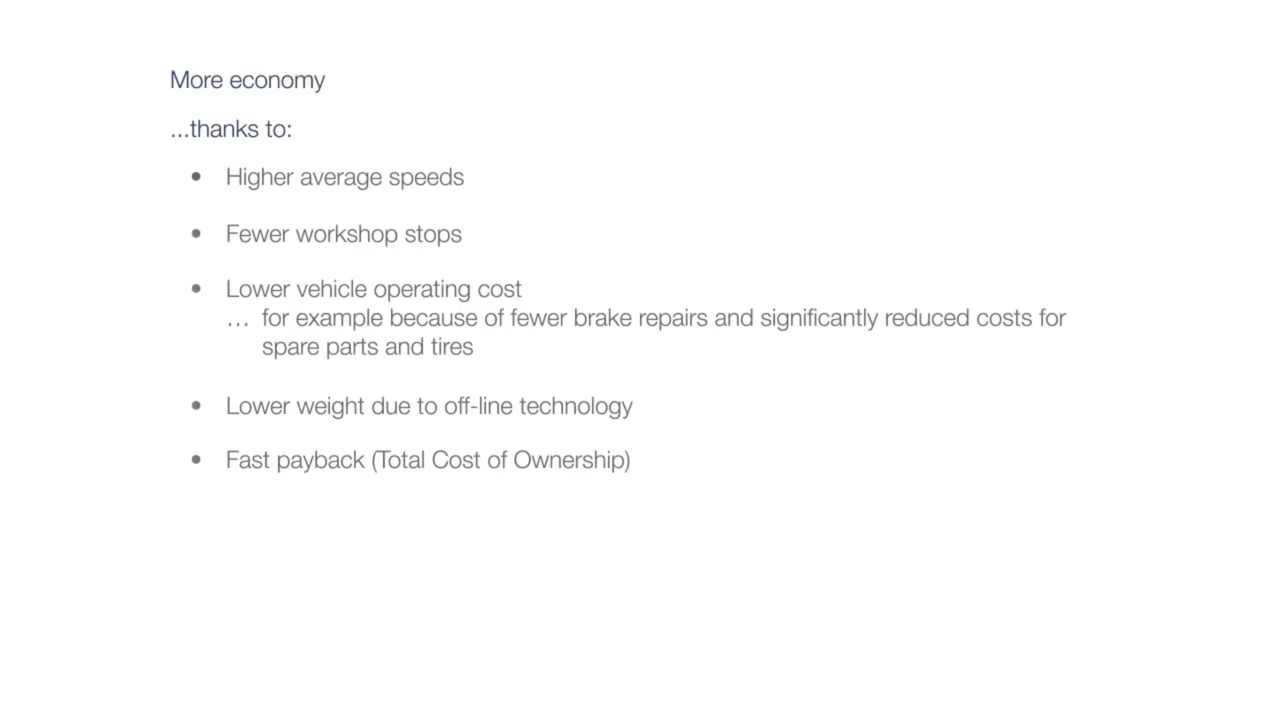 More economy
...thanks to:
• Higher average speeds
• Fewer workshop stops
• Lower vehicle operating cost
... for example because of fewer brake repairs and significantly reduced costs for
spare parts and tires
• Lower weight due to off-line technology
• Fast payback (Total Cost of Ownership)